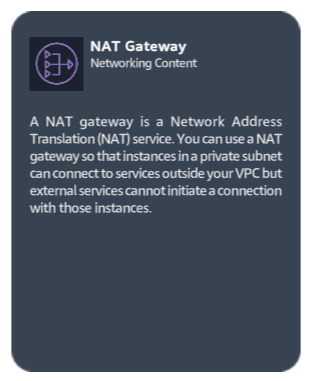 NAT Gateway
Networking Content
A NAT gateway is a Network Address
Translation (NAT) service. You can use a NAT
gateway so that instances in a private subnet
can connect to services outside your VPC but
external services cannot initiate a connection
with those instances.